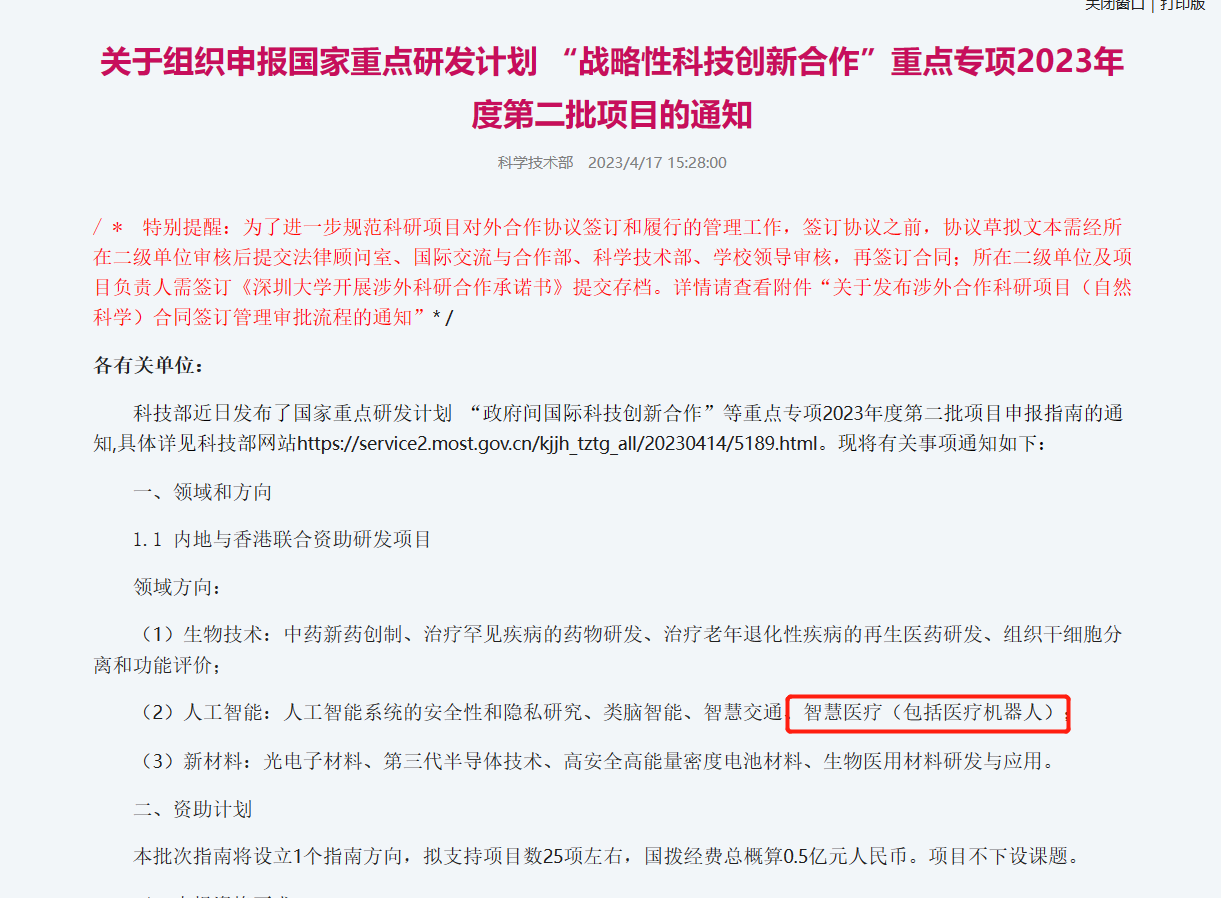 关闭窗口 | 打印版
关于组织申报国家重点研发计划 “战略性科技创新合作”重点专项2023年
度第二批项目的通知
科学技术部 2023/4/17 15:28:00
/ * 特别提醒：为了进一步规范科研项目对外合作协议签订和履行的管理工作，签订协议之前，协议草拟文本需经所
在二级单位审核后提交法律顾问室、国际交流与合作部、科学技术部、学校领导审核，再签订合同；所在二级单位及项
目负责人需签订《深圳大学开展涉外科研合作承诺书》提交存档。详情请查看附件“关于发布涉外合作科研项目（自然
科学）合同签订管理审批流程的通知”* /
各有关单位：
科技部近日发布了国家重点研发计划 “政府间国际科技创新合作”等重点专项2023年度第二批项目申报指南的通
知,具体详见科技部网站https://service2.most.gov.cn/kjjh_tztg_all/20230414/5189.html。现将有关事项通知如下：
一、领域和方向
1.1 内地与香港联合资助研发项目
领域方向：
（1）生物技术：中药新药创制、治疗罕见疾病的药物研发、治疗老年退化性疾病的再生医药研发、组织干细胞分
离和功能评价；
（2）人工智能：人工智能系统的安全性和隐私研究、类脑智能、智慧交通、智慧医疗（包括医疗机器人）；
（3）新材料：光电子材料、第三代半导体技术、高安全高能量密度电池材料、生物医用材料研发与应用。
二、资助计划
本批次指南将设立1个指南方向，拟支持项目数25项左右，国拨经费总概算0.5亿元人民币。项目不下设课题。